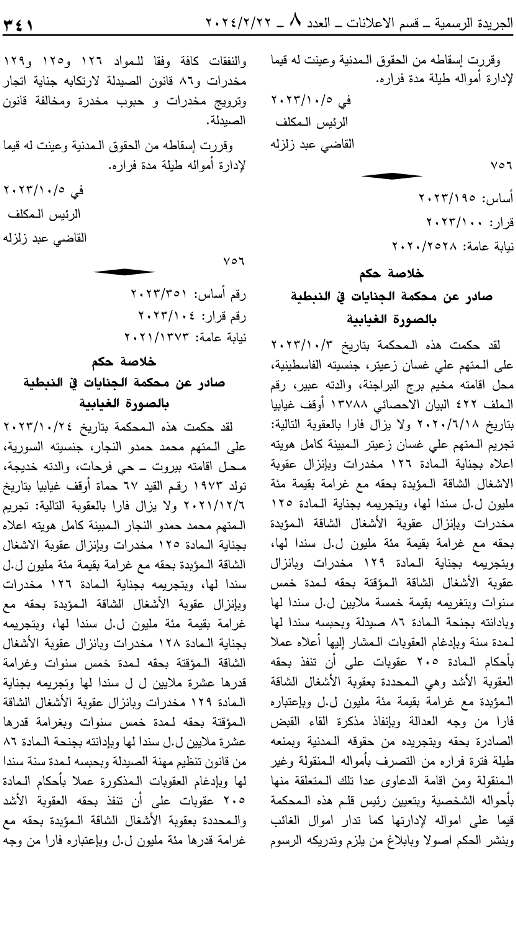 الجريدة الرسمية ــ قسم الاعلانات ــ العدد ٨ ــ ٢٠٢٤/٢/٢٢
٣٤١
وقررت إسقاطه من الحقوق المدنية وعينت له قيما
لإدارة أمواله طيلة مدة فراره.
في ٢٠٢٣/١٠/٥
الرئيس المكلف
القاضي عبد زلزله
٧٥٦
أساس: ٢٠٢٣/١٩٥
قرار: ٢٠٢٣/١٠٠
نيابة عامة: ٢٠٢٠/٢٥٢٨
خلاصة حكم
صادر عن محكمة الجنايات في النبطية
بالصورة الغيابية
لقد حكمت هذه المحكمة بتاريخ ٢٠٢٣/١٠/٣
على المتهم علي غسان زعيتر، جنسيته الفاسطينية،
محل اقامته مخيم برج البراجنة، والدته عبير، رقم
الملف ٤٢٢ البيان الاحصائي ١٣٧٨٨ أوقف غيابيا
بتاريخ ٢٠٢٠/٦/١٨ ولا يزال فارا بالعقوبة التالية:
تجريم المتهم علي غسان زعيتر المبينة كامل هويته
اعلاه بجناية المادة ١٢٦ مخدرات وبإنزال عقوبة
الاشغال الشاقة المؤبدة بحقه مع غرامة بقيمة مئة
مليون ل.ل سندا لها، وبتجريمه بجناية المادة ١٢٥
مخدرات وبإنزال عقوبة الأشغال الشاقة المؤبدة
بحقه مع غرامة بقيمة مئة مليون ل.ل سندا لها،
وبتجريمه بجناية المادة ١٢٩ مخدرات وبانزال
عقوبة الأشغال الشاقة المؤقتة بحقه لمدة خمس
سنوات وبتغريمه بقيمة خمسة ملايين ل.ل سندا لها
وبادانته بجنحة المادة ٨٦ صيدلة وبحبسه سندا لها
لمدة سنة وبإدغام العقوبات المشار إليها أعلاه عملا
بأحكام المادة ٢٠٥ عقوبات على أن تنفذ بحقه
العقوبة الأشد وهي المحددة بعقوبة الأشغال الشاقة
المؤبدة مع غرامة بقيمة مئة مليون ل.ل وبإعتباره
فارا من وجه العدالة وبإنفاذ مذكرة القاء القبض
الصادرة بحقه وبتجريده من حقوقه المدنية وبمنعه
طيلة فترة فراره من التصرف بأمواله المنقولة وغير
المنقولة ومن اقامة الدعاوى عدا تلك المتعلقة منها
بأحواله الشخصية وبتعيين رئيس قلم هذه المحكمة
قيما على امواله لإدارتها كما تدار اموال الغائب
وبنشر الحكم اصولا وبابلاغ من يلزم وتدريكه الرسوم
والنفقات كافة وفقا للمواد ١٢٦ و١٢٥ و١٢٩
مخدرات و٨٦ قانون الصيدلة لارتكابه جناية اتجار
وترويج مخدرات و حبوب مخدرة ومخالفة قانون
الصيدلة.
وقررت إسقاطه من الحقوق المدنية وعينت له قيما
لإدارة أمواله طيلة مدة فراره.
في ٢٠٢٣/١٠/٥
الرئيس المكلف
القاضي عبد زلزله
٧٥٦
رقم أساس: ٢٠٢٣/٣٥١
رقم قرار: ٢٠٢٣/١٠٤
نيابة عامة: ٢٠٢١/١٣٧٣
خلاصة حكم
صادر عن محكمة الجنايات في النبطية
بالصورة الغيابية
لقد حكمت هذه المحكمة بتاريخ ٢٠٢٣/١٠/٢٤
على المتهم محمد حمدو النجار، جنسيته السورية،
محل اقامته بيروت ــ حي فرحات، والدته خديجة،
تولد ١٩٧٣ رقم القيد ٦٧ حماة أوقف غيابيا بتاريخ
٢٠٢١/١٢/٦ ولا يزال فارا بالعقوبة التالية: تجريم
المتهم محمد حمدو النجار المبينة كامل هويته اعلاه
بجناية المادة ١٢٥ مخدرات وبإنزال عقوبة الاشغال
الشاقة المؤبدة بحقه مع غرامة بقيمة مئة مليون ل.ل
سندا لها، وبتجريمه بجناية المادة ١٢٦ مخدرات
وبإنزال عقوبة الأشغال الشاقة المؤبدة بحقه مع
غرامة بقيمة مئة مليون ل.ل سندا لها، وبتجريمه
بجناية المادة ١٢٨ مخدرات وبانزال عقوبة الأشغال
الشاقة المؤقتة بحقه لمدة خمس سنوات وغرامة
قدرها عشرة ملايين ل.ل سندا لها وتجريمه بجناية
المادة ١٢٩ مخدرات وبانزال عقوبة الأشغال الشاقة
المؤقتة بحقه لمدة خمس سنوات وبغرامة قدرها
عشرة ملايين ل.ل سندا لها وبإدانته بجنحة المادة ٨٦
من قانون تنظيم مهنة الصيدلة وبحبسه لمدة سنة سندا
لها وبإدغام العقوبات المذكورة عملا بأحكام المادة
٢٠٥ عقوبات على أن تنفذ بحقه العقوبة الأشد
والمحددة بعقوبة الأشغال الشاقة المؤبدة بحقه مع
غرامة قدرها مئة مليون ل.ل وبإعتباره فارا من وجه